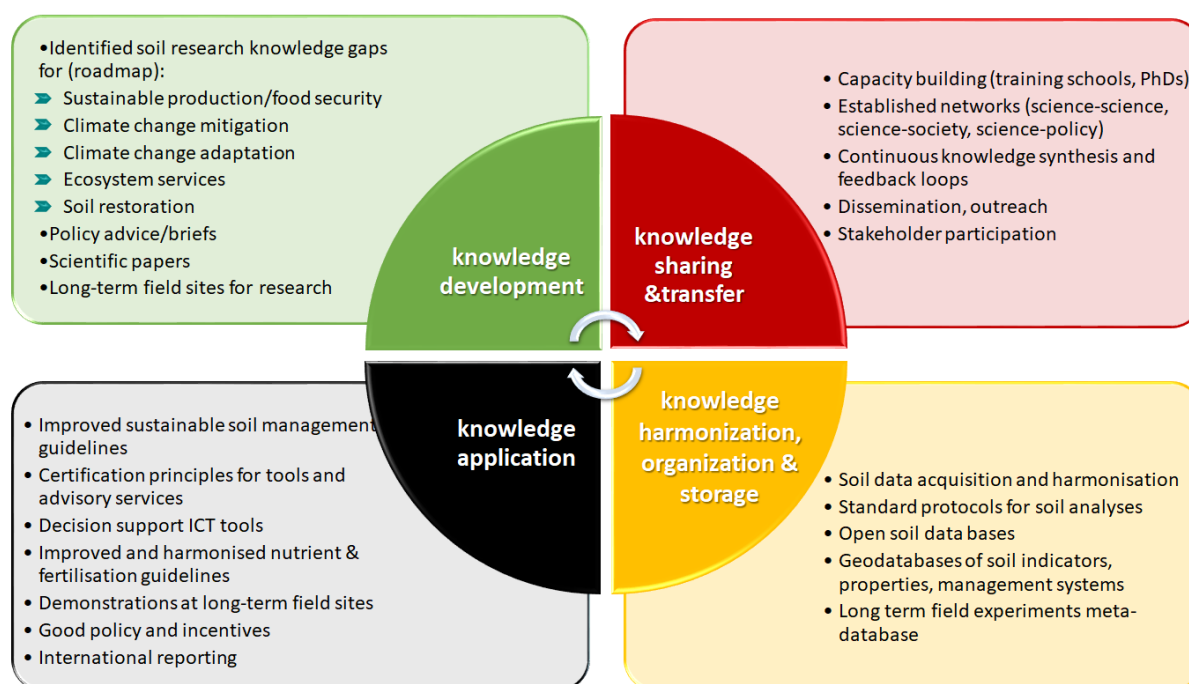 •Identified soil research knowledge gaps
for (roadmap):
Sustainable production/food security
Climate change mitigation
Climate change adaptation
Ecosystem services
Soil restoration
•Policy advice/briefs
•Scientific papers
•Long-term field sites for research
knowledge
development
• Capacity building (training schools, PhDs)
• Established networks (science-science,
science-society, science-policy)
• Continuous knowledge synthesis and
feedback loops
• Dissemination, outreach
• Stakeholder participation
knowledge
sharing
&transfer
• Improved sustainable soil management
guidelines
• Certification principles for tools and
advisory services
• Decision support ICT tools
• Improved and harmonised nutrient &
fertilisation guidelines
• Demonstrations at long-term field sites
• Good policy and incentives
• International reporting
knowledge
application
knowledge
harmonization,
organization &
storage
• Soil data acquisition and harmonisation
• Standard protocols for soil analyses
• Open soil data bases
• Geodatabases of soil indicators,
properties, management systems
• Long term field experiments meta-
database